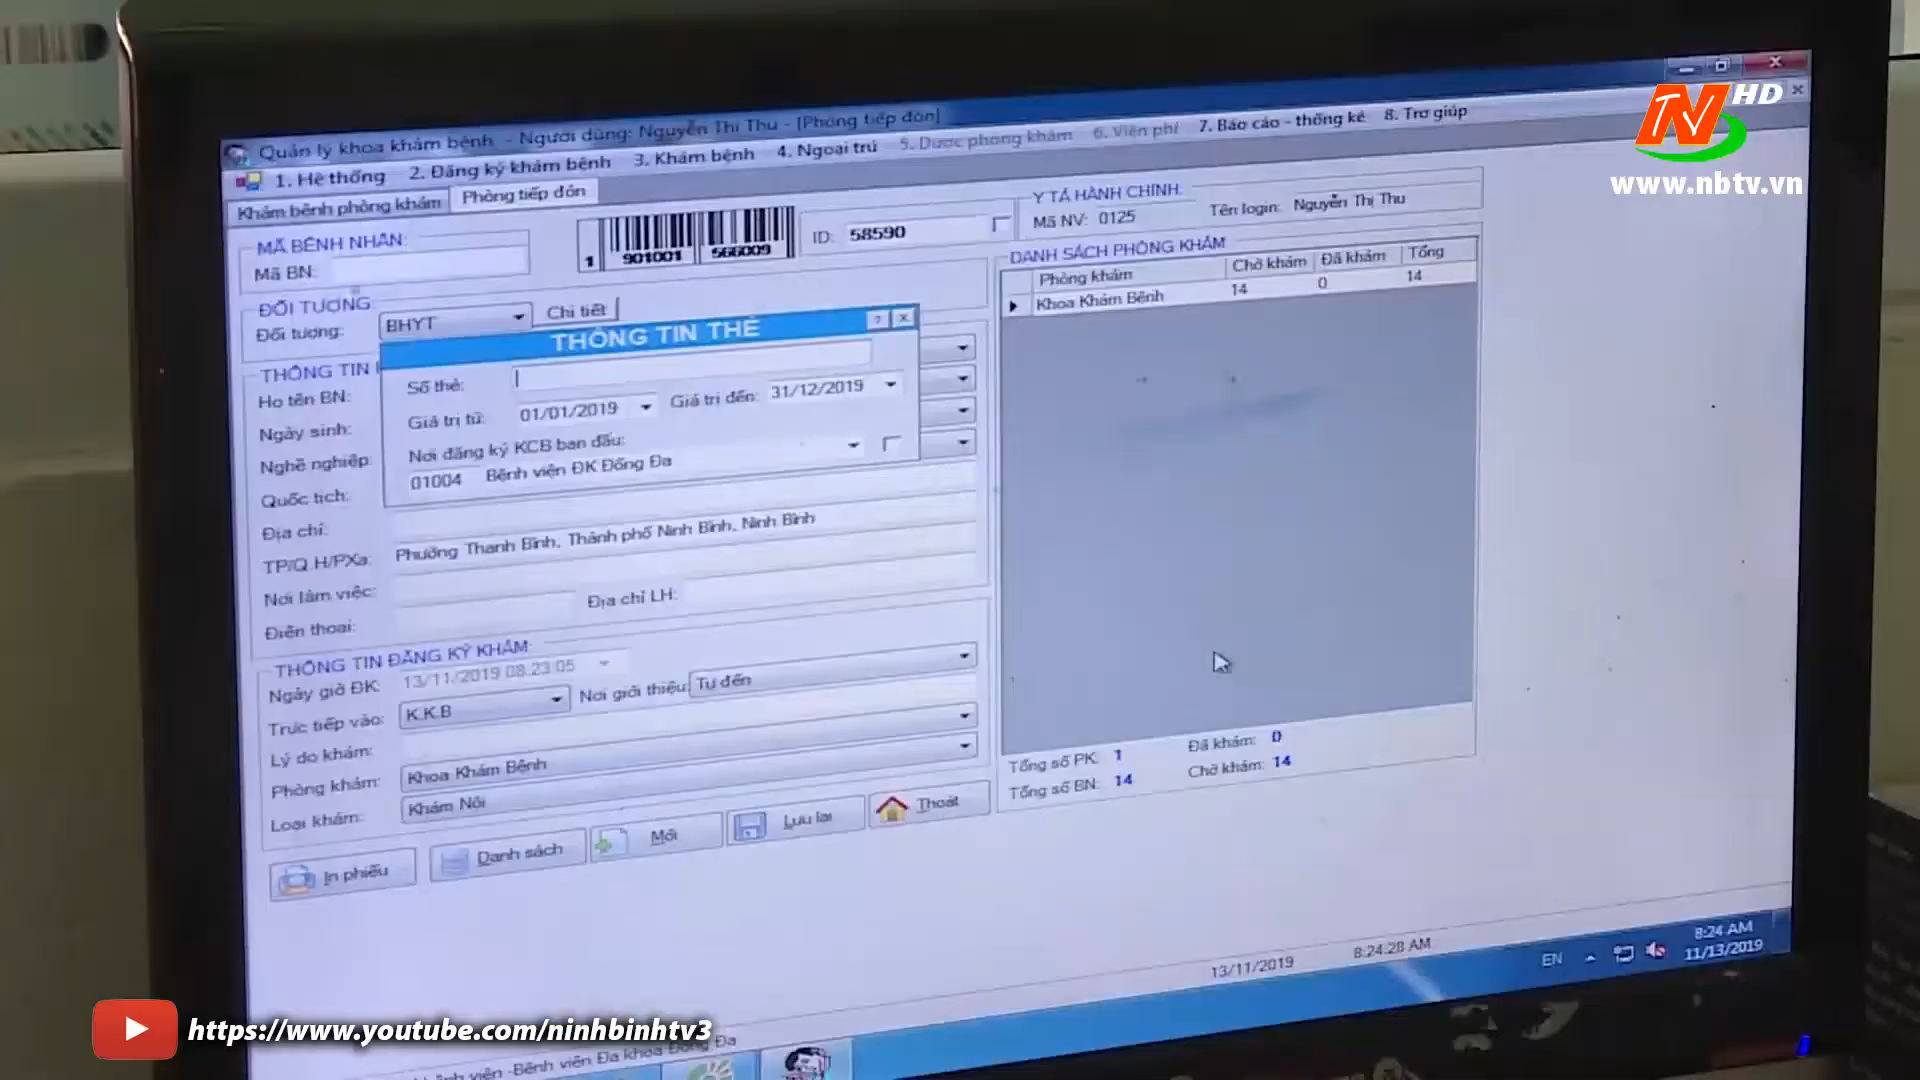 Quản lý khoa khám bệnh - Người dùng: Nguyễn Thị Thu - [Phòng tiếp đón]
1. Hệ thống 2. Đăng ký khám bệnh 3. Khám bệnh 4. Ngoại trú 5. Dược phòng khám 6. Viện phí 7. Báo cáo - thống kê 8. Trợ giúp
Khám bệnh phòng khám Phòng tiếp đón
NHD
www.nbtv.vn
MÃ BỆNH NHÂN:
Mã BN:
1 901001 566009
ID: 58590
Y TÁ HÀNH CHÍNH:
Mã NV: 0125 Tên login: Nguyễn Thị Thu
ĐỐI TƯỢNG
Đối tượng: BHYT Chi tiết
DANH SÁCH PHÒNG KHÁM
Phòng khám Chờ khám Đã khám Tổng
Khoa Khám Bệnh 14 0 14
THÔNG TIN THẺ
Số thẻ:
Giá trị từ: 01/01/2019 Giá trị đến: 31/12/2019
Nơi đăng ký KCB ban đầu:
01004 Bệnh viện ĐK Đống Đa
THÔNG TIN
Họ tên BN:
Ngày sinh:
Nghề nghiệp:
Quốc tịch:
Địa chỉ:
TP/Q.H/PXã: Phường Thanh Bình, Thành phố Ninh Bình, Ninh Bình
Nơi làm việc:
Điện thoại: Địa chỉ LH:
THÔNG TIN ĐĂNG KÝ KHÁM:
Ngày giờ ĐK: 13/11/2019 08:23:05
Trực tiếp vào: K.K.B Nơi giới thiệu: Tự đến
Lý do khám:
Phòng khám: Khoa Khám Bệnh
Loại khám: Khám Nội
Tổng số PK: 1 Đã khám: 0
Tổng số BN: 14 Chờ khám: 14
In phiếu Danh sách Mới Lưu lại Thoát
13/11/2019 8:24:28 AM
EN 8:24 AM
11/13/2019
https://www.youtube.com/ninhbinhtv3
viện -Bệnh viện Đa khoa Đống Đa